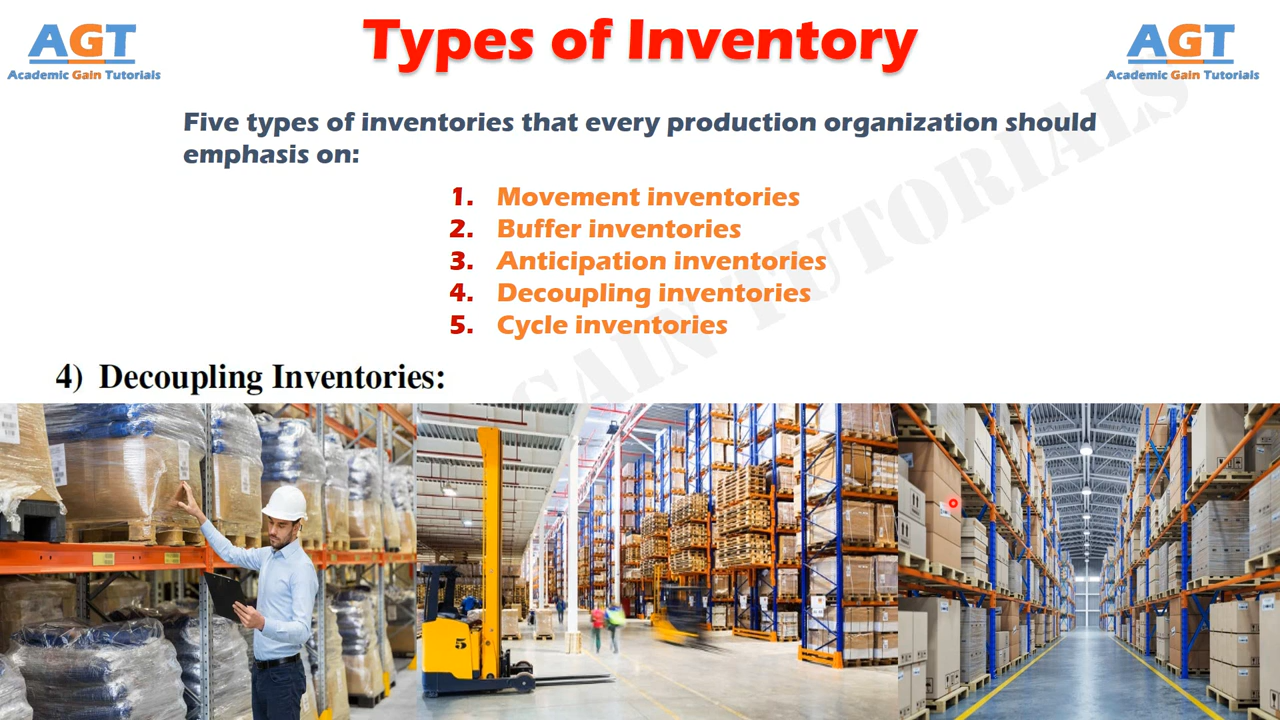 AGT
Academic Gain Tutorials
Types of Inventory
AGT
Academic Gain Tutorials
Five types of inventories that every production organization should
emphasis on:
1. Movement inventories
2. Buffer inventories
3. Anticipation inventories
4. Decoupling inventories
5. Cycle inventories
GAIN TUTORIALS
4) Decoupling Inventories:
5